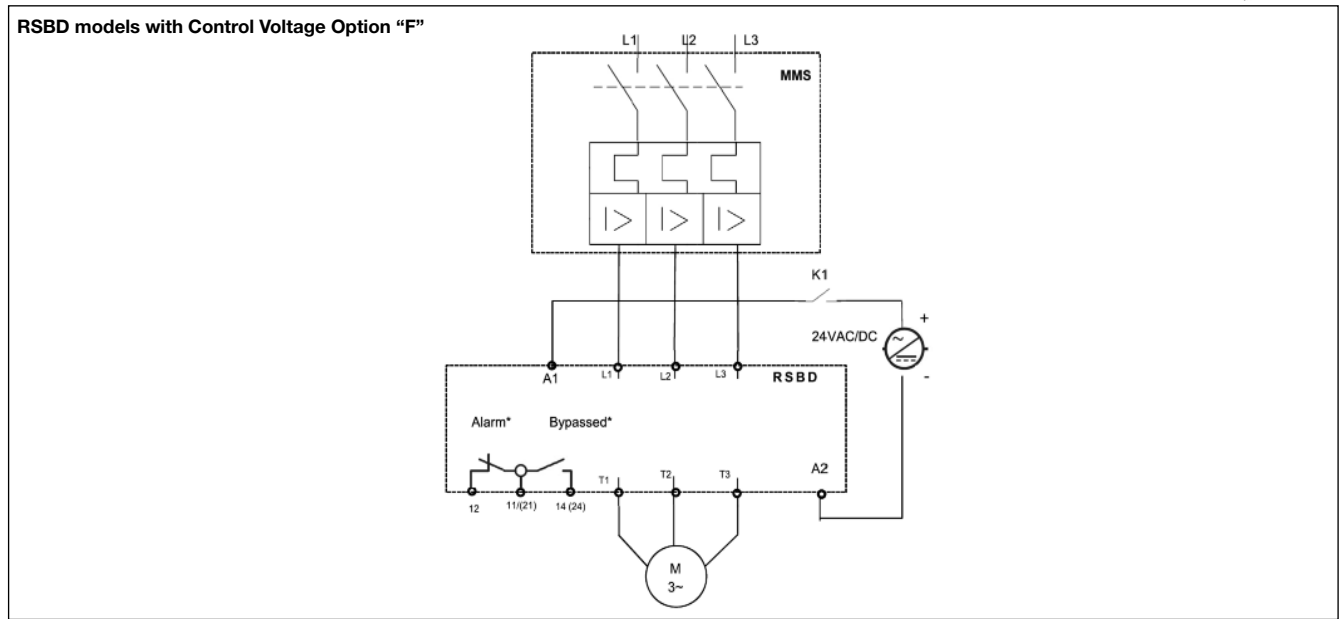 RSBD models with Control Voltage Option “F”
L1 L2 L3
MMS
I> I> I>
K1
+
24VAC/DC
-
A1 L1 L2 L3 RSBD
Alarm* Bypassed*
A2
T1 T2 T3
12 11/(21) 14 (24)
M
3~